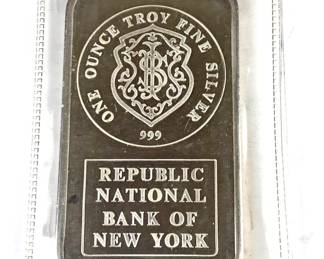 ONE OUNCE TROY FINE SILVER
999
REPUBLIC
NATIONAL
BANK OF
NEW YORK